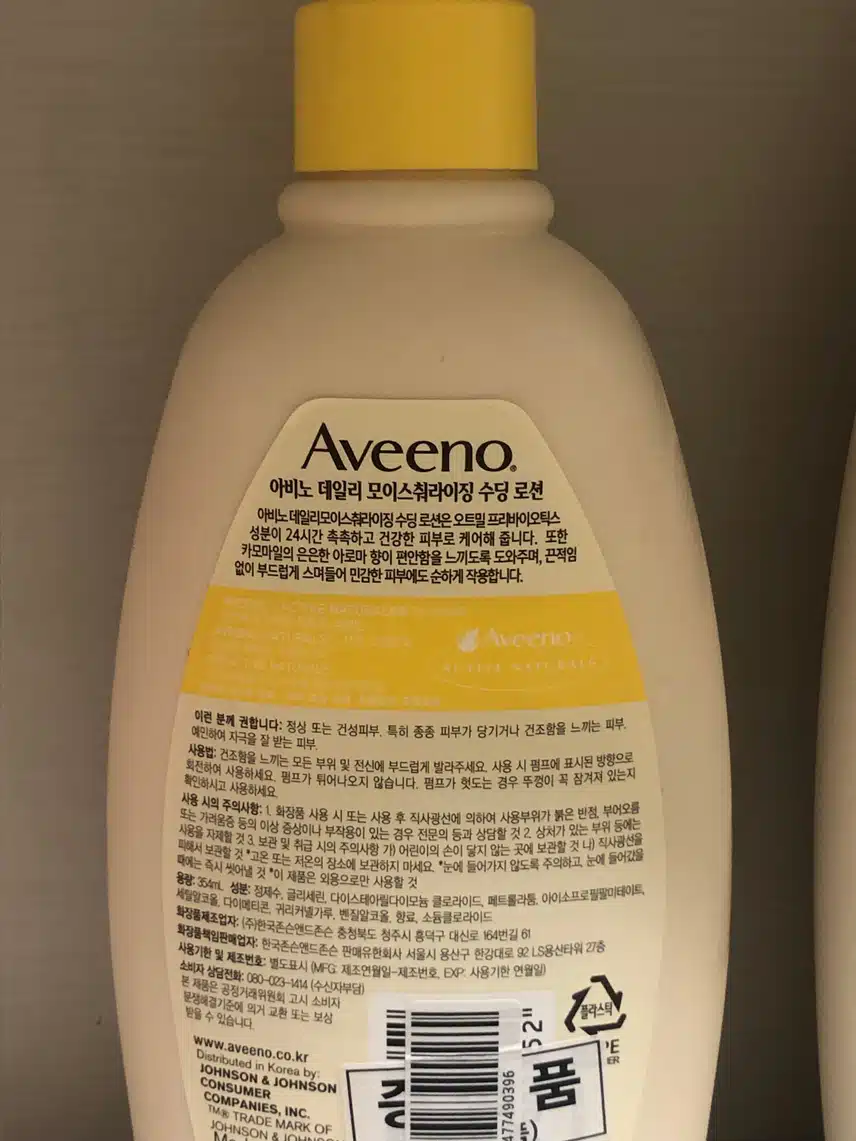 Aveeno®
아비노 데일리 모이스춰라이징 수딩 로션
아비노 데일리모이스춰라이징 수딩 로션은 오트밀 프리바이오틱스
성분이 24시간 촉촉하고 건강한 피부로 케어해 줍니다. 또한
카모마일의 은은한 아로마 향이 편안함을 느끼도록 도와주며, 끈적임
없이 부드럽게 스며들어 민감한 피부에도 순하게 작용합니다.
Aveeno
ACTIVE NATURALS
이런 분께 권합니다: 정상 또는 건성피부. 특히 종종 피부가 당기거나 건조함을 느끼는 피부.
예민하여 자극을 잘 받는 피부.
사용법: 건조함을 느끼는 모든 부위 및 전신에 부드럽게 발라주세요. 사용 시 펌프에 표시된 방향으로
회전하여 사용하세요. 펌프가 튀어나오지 않습니다. 펌프가 헛도는 경우 뚜껑이 꼭 잠겨져 있는지
확인하시고 사용하세요.
사용 시의 주의사항: 1. 화장품 사용 시 또는 사용 후 직사광선에 의하여 사용부위가 붉은 반점, 부어오름
또는 가려움증 등의 이상 증상이나 부작용이 있는 경우 전문의 등과 상담할 것 2. 상처가 있는 부위 등에는
사용을 자제할 것 3. 보관 및 취급 시의 주의사항 가) 어린이의 손이 닿지 않는 곳에 보관할 것 나) 직사광선을
피해서 보관할 것 *고온 또는 저온의 장소에 보관하지 마세요. *눈에 들어가지 않도록 주의하고, 눈에 들어갔을
때에는 즉시 씻어낼 것 *이 제품은 외용으로만 사용할 것
용량: 354mL 성분: 정제수, 글리세린, 다이스테아릴다이모늄 클로라이드, 페트롤라툼, 아이소프로필팔미테이트,
세틸알코올, 다이메티콘, 귀리커넬가루, 벤질알코올, 향료, 소듐클로라이드
화장품제조업자: (주)한국존슨앤드존슨 충청북도 청주시 흥덕구 대신로 164번길 61
화장품책임판매업자: 한국존슨앤드존슨 판매유한회사 서울시 용산구 한강대로 92 LS용산타워 27층
사용기한 및 제조번호: 별도표시 (MFG: 제조연월일-제조번호, EXP: 사용기한 연월일)
소비자 상담전화: 080-023-1414 (수신자부담)
본 제품은 공정거래위원회 고시 소비자
분쟁해결기준에 의거 교환 또는 보상
받을 수 있습니다.
플라스틱
www.aveeno.co.kr
Distributed in Korea by:
JOHNSON & JOHNSON
CONSUMER
COMPANIES, INC.
™® TRADE MARK OF
JOHNSON & JOHNSON
477490396
52"
품